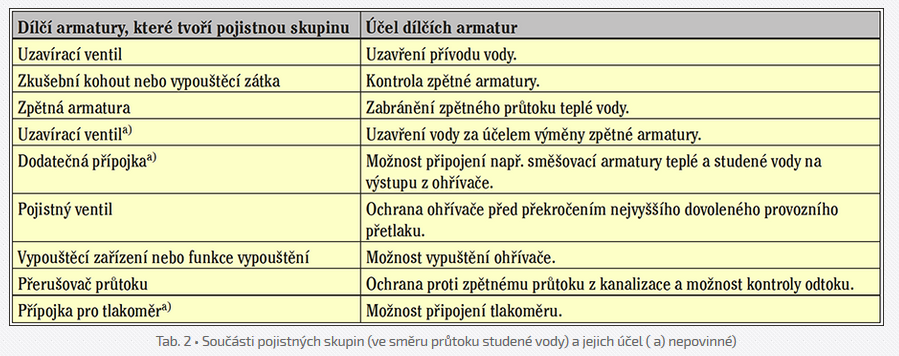 Dílčí armatury, které tvoří pojistnou skupinu Účel dílčích armatur
Uzavírací ventil Uzavření přívodu vody.
Zkušební kohout nebo vypouštěcí zátka Kontrola zpětné armatury.
Zpětná armatura Zabránění zpětného průtoku teplé vody.
Uzavírací ventila) Uzavření vody za účelem výměny zpětné armatury.
Dodatečná přípojkaa) Možnost připojení např. směšovací armatury teplé a studené vody na
výstupu z ohřívače.
Pojistný ventil Ochrana ohřívače před překročením nejvyššího dovoleného provozního
přetlaku.
Vypouštěcí zařízení nebo funkce vypouštění Možnost vypuštění ohřívače.
Přerušovač průtoku Ochrana proti zpětnému průtoku z kanalizace a možnost kontroly odtoku.
Přípojka pro tlakoměra) Možnost připojení tlakoměru.
Tab. 2 • Součásti pojistných skupin (ve směru průtoku studené vody) a jejich účel ( a) nepovinné)